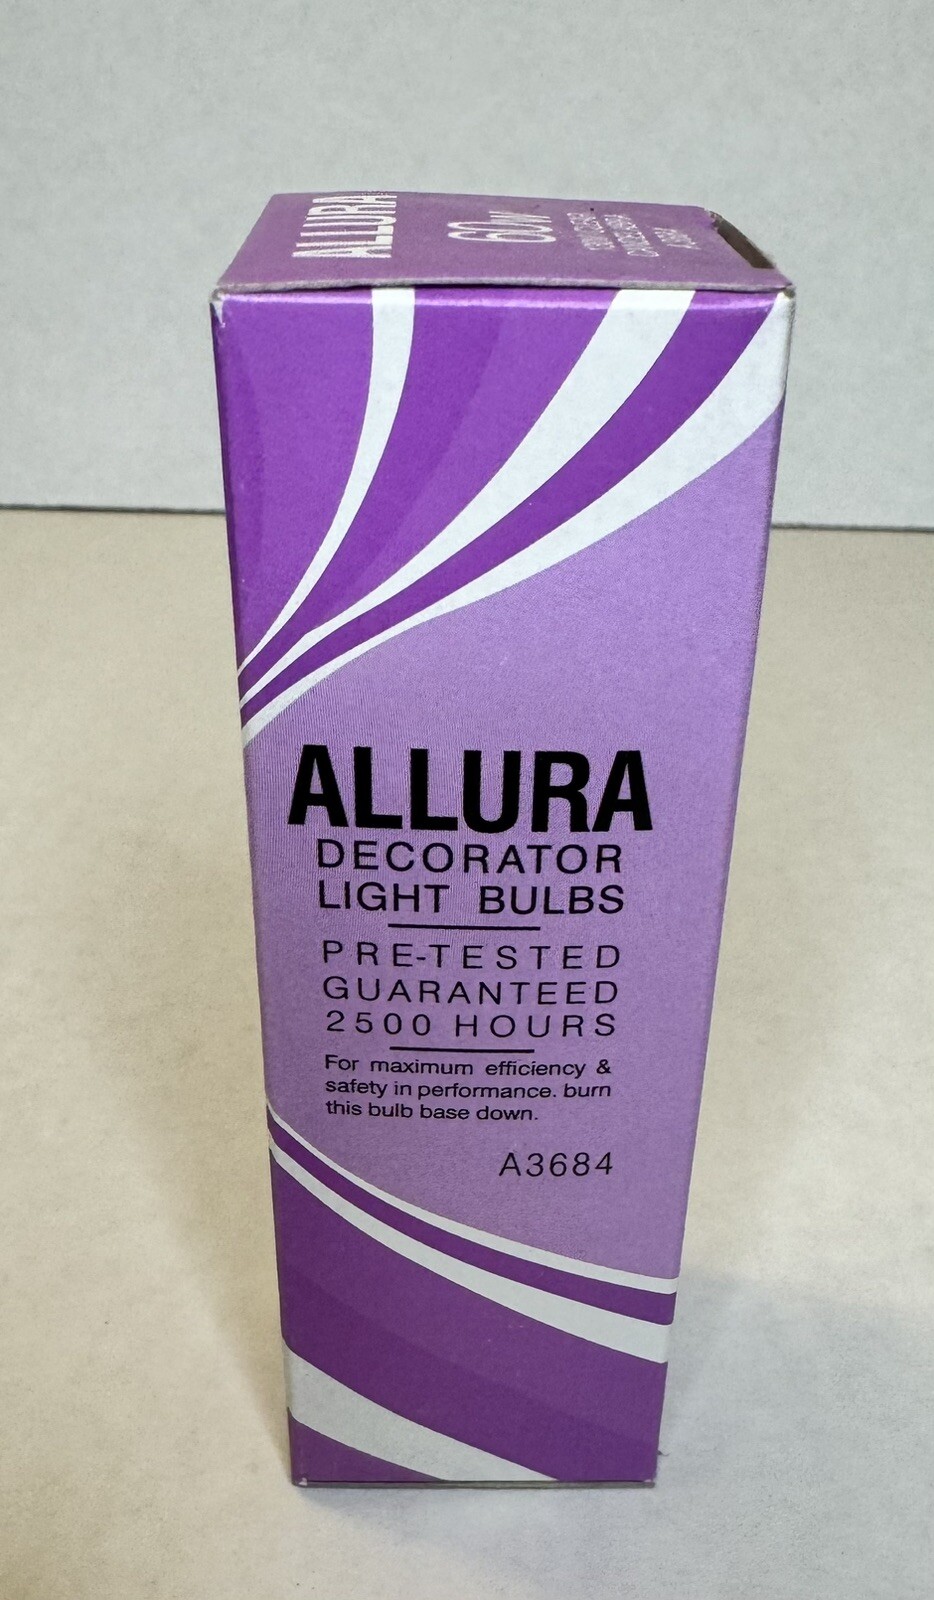 ALLURA
60W
ALLURA
DECORATOR
LIGHT BULBS
PRE-TESTED
GUARANTEED
2500 HOURS
For maximum efficiency &
safety in performance. burn
this bulb base down.
A3684